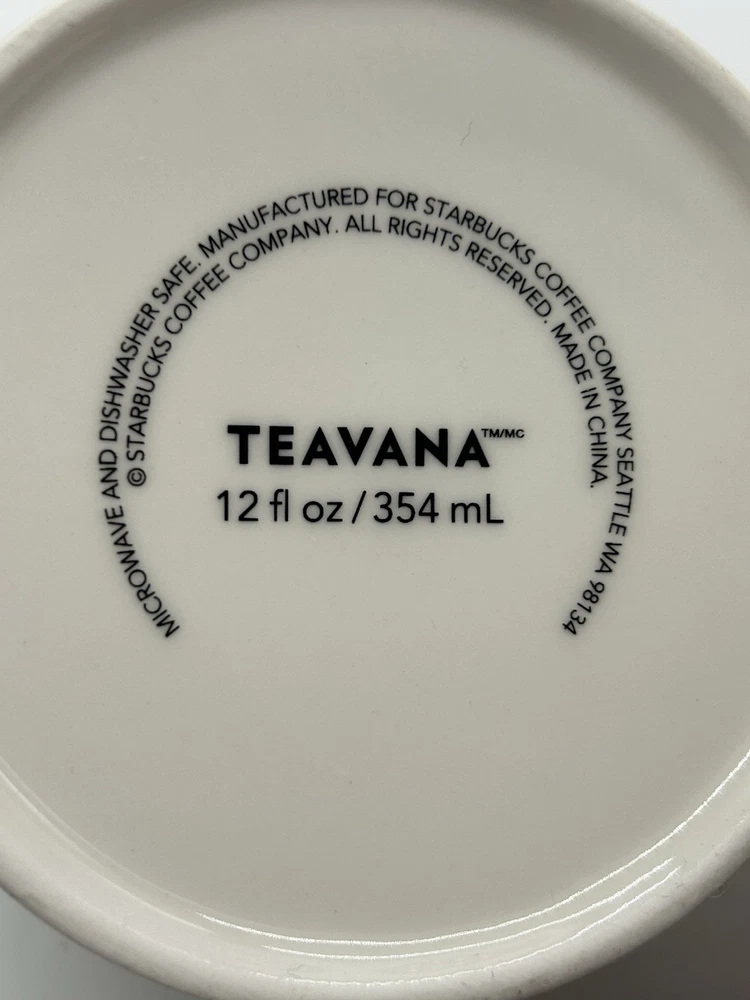 MICROWAVE AND DISHWASHER SAFE. MANUFACTURED FOR STARBUCKS COFFEE COMPANY SEATTLE WA 98134
© STARBUCKS COFFEE COMPANY. ALL RIGHTS RESERVED. MADE IN CHINA.
TEAVANA™/MC
12 fl oz / 354 mL